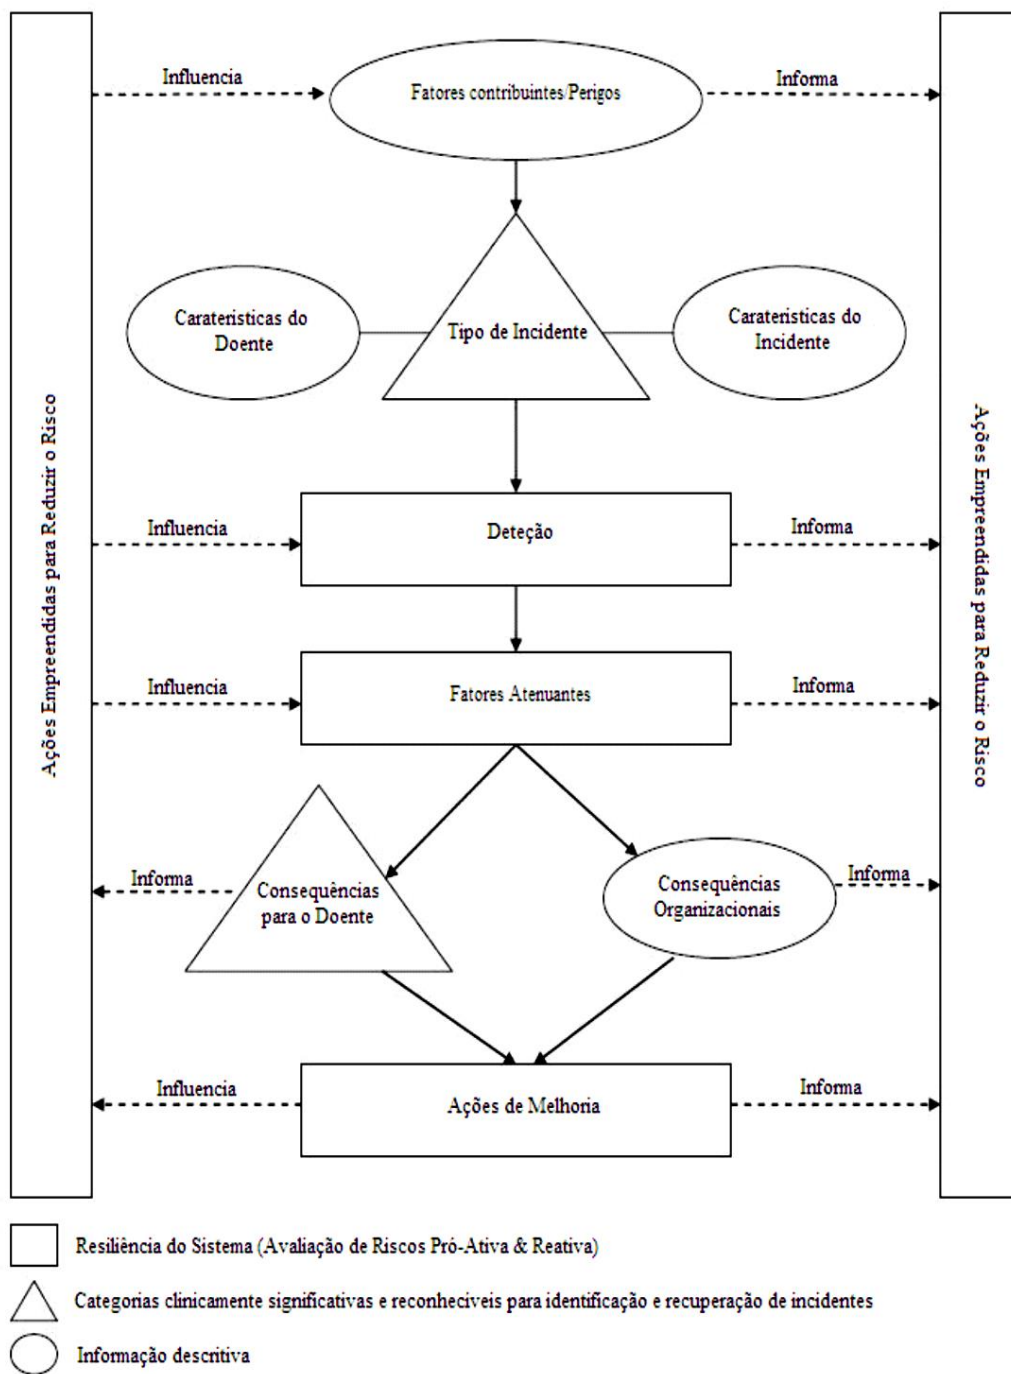 Influencia
Fatores contribuintes/Perigos
Informa
Carateristicas do
Doente
Tipo de Incidente
Carateristicas do
Incidente
Ações Empreendidas para Reduzir o Risco
Ações Empreendidas para Reduzir o Risco
Influencia
Deteção
Informa
Influencia
Fatores Atenuantes
Informa
Informa
Consequências
para o Doente
Consequências
Organizacionais
Informa
Influencia
Ações de Melhoria
Informa
Resiliência do Sistema (Avaliação de Riscos Pró-Ativa & Reativa)
Categorias clinicamente significativas e reconhecíveis para identificação e recuperação de incidentes
Informação descritiva